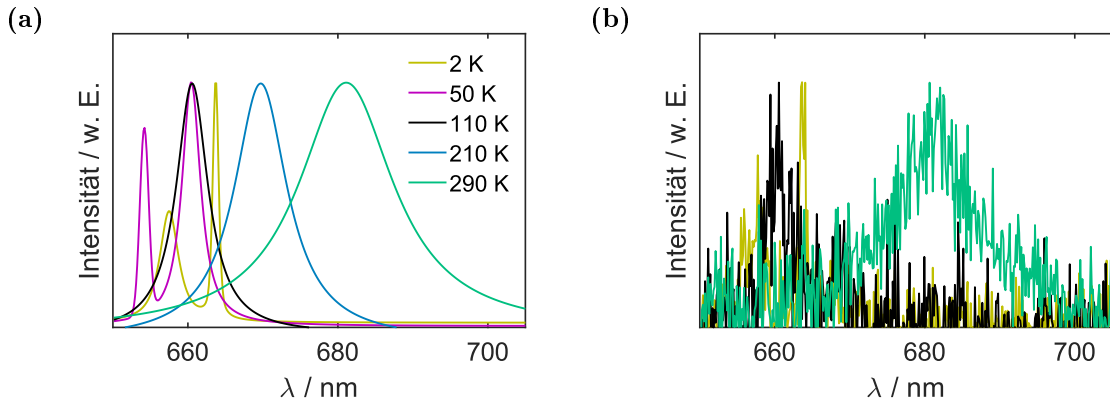 (a)
Intensität / w. E.
2 K
50 K
110 K
210 K
290 K
660
680
700
λ / nm
(b)
Intensität / w. E.
660
680
700
λ / nm